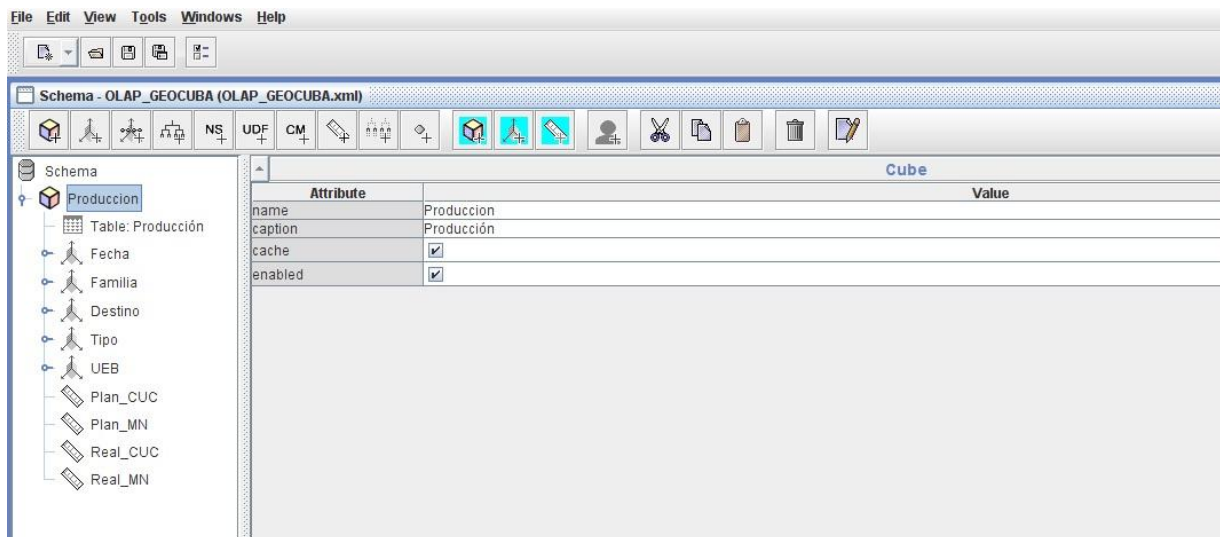 File Edit View Tools Windows Help
Schema - OLAP_GEOCUBA (OLAP_GEOCUBA.xml)
NS UDF CM
Schema
Produccion
Table: Producción
Fecha
Familia
Destino
Tipo
UEB
Plan_CUC
Plan_MN
Real_CUC
Real_MN
Cube
Attribute Value
name Produccion
caption Producción
cache
enabled